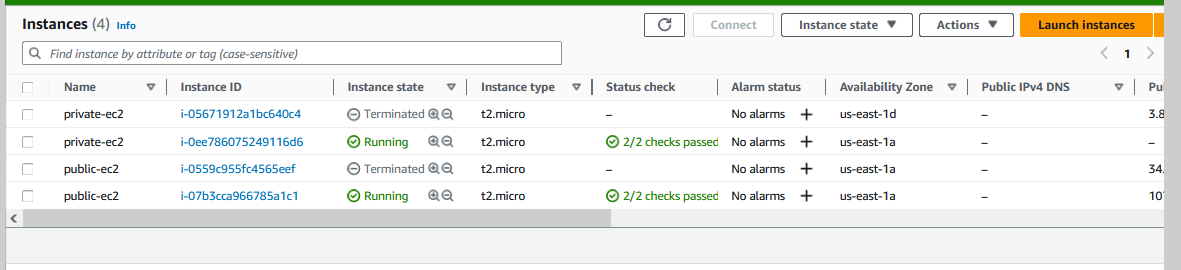 Instances (4) Info Connect Instance state Actions Launch instances
Find instance by attribute or tag (case-sensitive) 1
Name Instance ID Instance state Instance type Status check Alarm status Availability Zone Public IPv4 DNS
private-ec2 i-05671912a1bc640c4 Terminated t2.micro – No alarms + us-east-1d – 3.8
private-ec2 i-0ee786075249116d6 Running t2.micro 2/2 checks passed No alarms + us-east-1a – –
public-ec2 i-0559c955fc4565eef Terminated t2.micro – No alarms + us-east-1a – 34.
public-ec2 i-07b3cca966785a1c1 Running t2.micro 2/2 checks passed No alarms + us-east-1a – 107